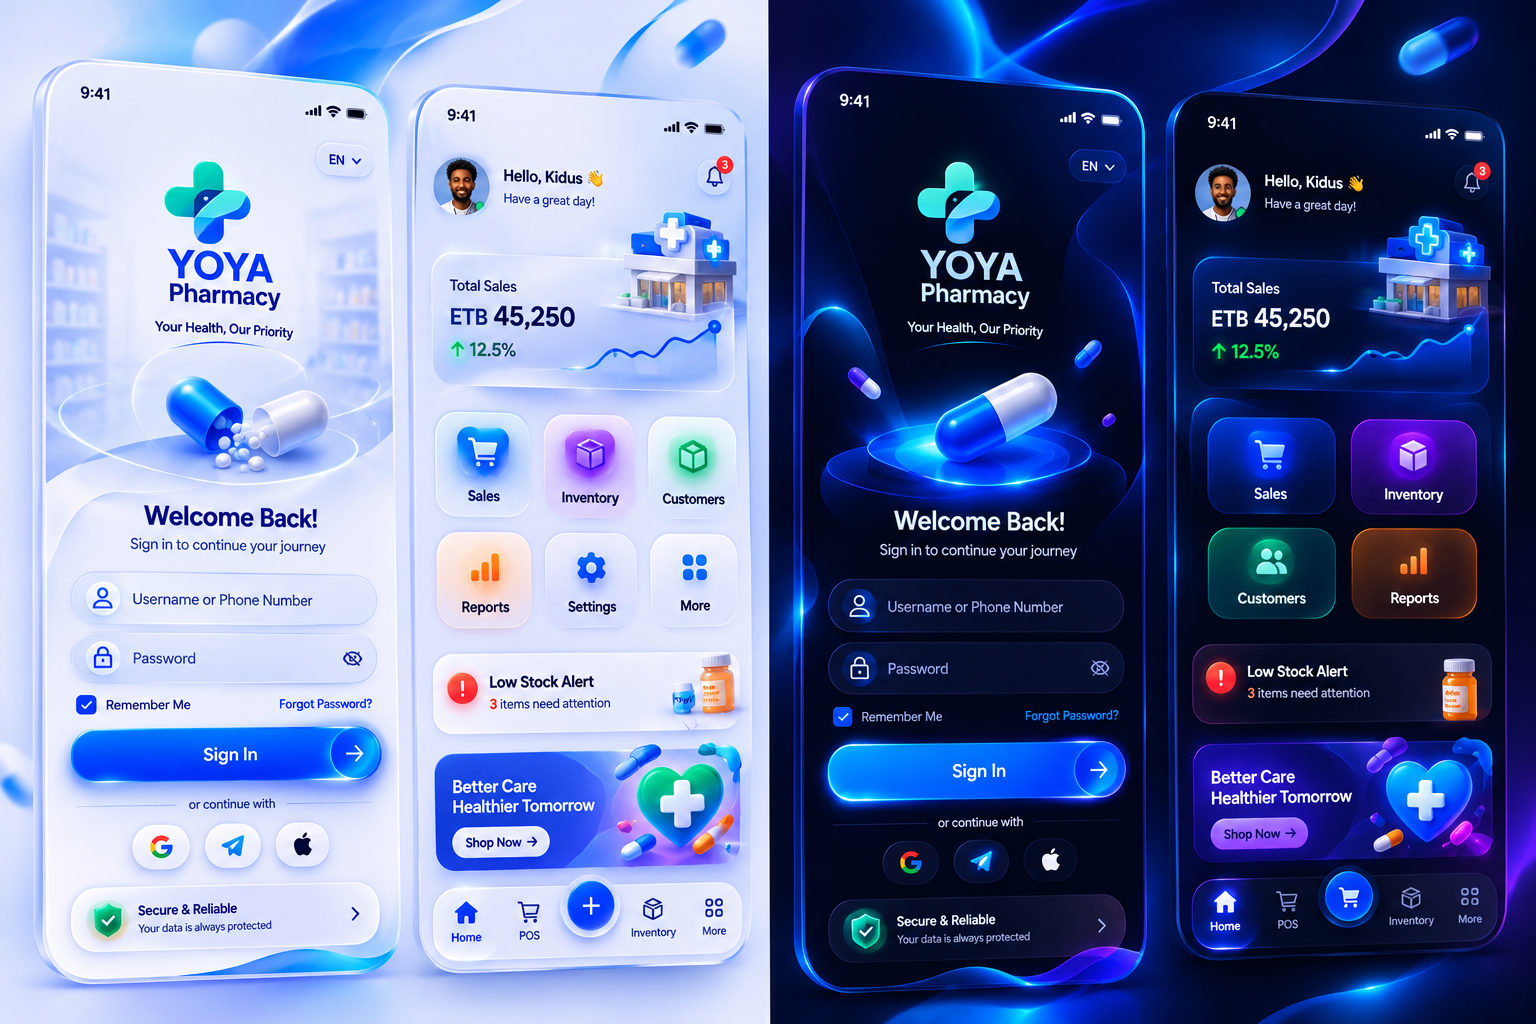 9:41
EN
YOYA
Pharmacy
Your Health, Our Priority
Welcome Back!
Sign in to continue your journey
Username or Phone Number
Password
Remember Me
Forgot Password?
Sign In
or continue with
G
Secure & Reliable
Your data is always protected
9:41
Hello, Kidus 👋
Have a great day!
3
Total Sales
ETB 45,250
↑ 12.5%
Sales
Inventory
Customers
Reports
Settings
More
Low Stock Alert
3 items need attention
Better Care
Healthier Tomorrow
Shop Now →
Home
POS
Inventory
More
9:41
EN
YOYA
Pharmacy
Your Health, Our Priority
Welcome Back!
Sign in to continue your journey
Username or Phone Number
Password
Remember Me
Forgot Password?
Sign In
or continue with
G
Secure & Reliable
Your data is always protected
9:41
Hello, Kidus 👋
Have a great day!
3
Total Sales
ETB 45,250
↑ 12.5%
Sales
Inventory
Customers
Reports
Low Stock Alert
3 items need attention
Better Care
Healthier Tomorrow
Shop Now →
Home
POS
Inventory
More